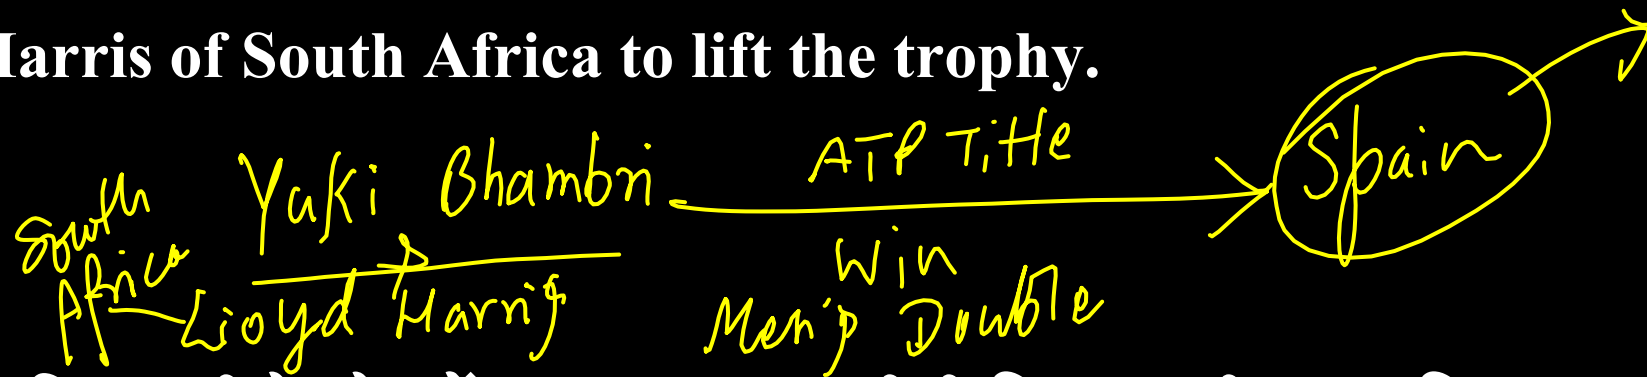 Harris of South Africa to lift the trophy.
Yuki Bhambri ATP Title Spain
South Africa Lloyd Harris Win
Men's Double